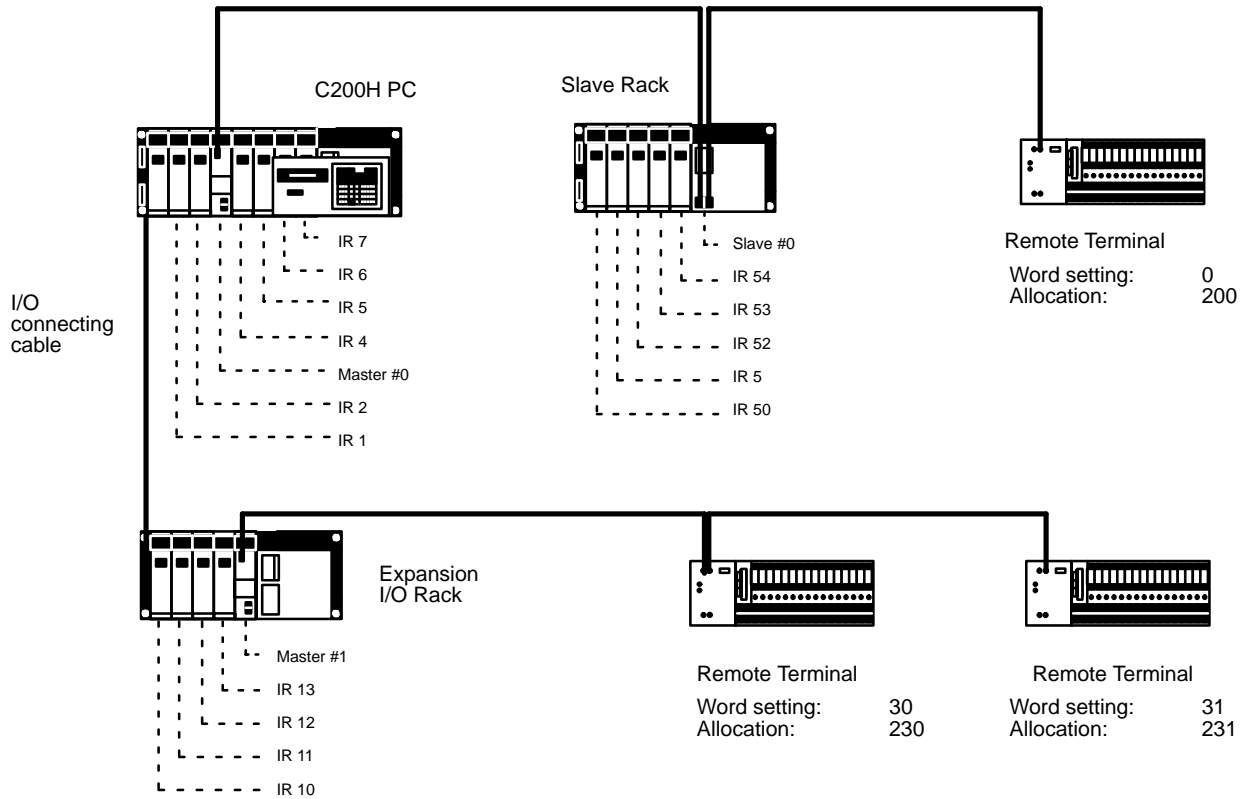 C200H PC
Slave Rack
IR 7
IR 6
IR 5
IR 4
Master #0
IR 2
IR 1
Slave #0
IR 54
IR 53
IR 52
IR 5
IR 50
Remote Terminal
Word setting: 0
Allocation: 200
I/O
connecting
cable
Expansion
I/O Rack
Master #1
IR 13
IR 12
IR 11
IR 10
Remote Terminal
Word setting: 30
Allocation: 230
Remote Terminal
Word setting: 31
Allocation: 231